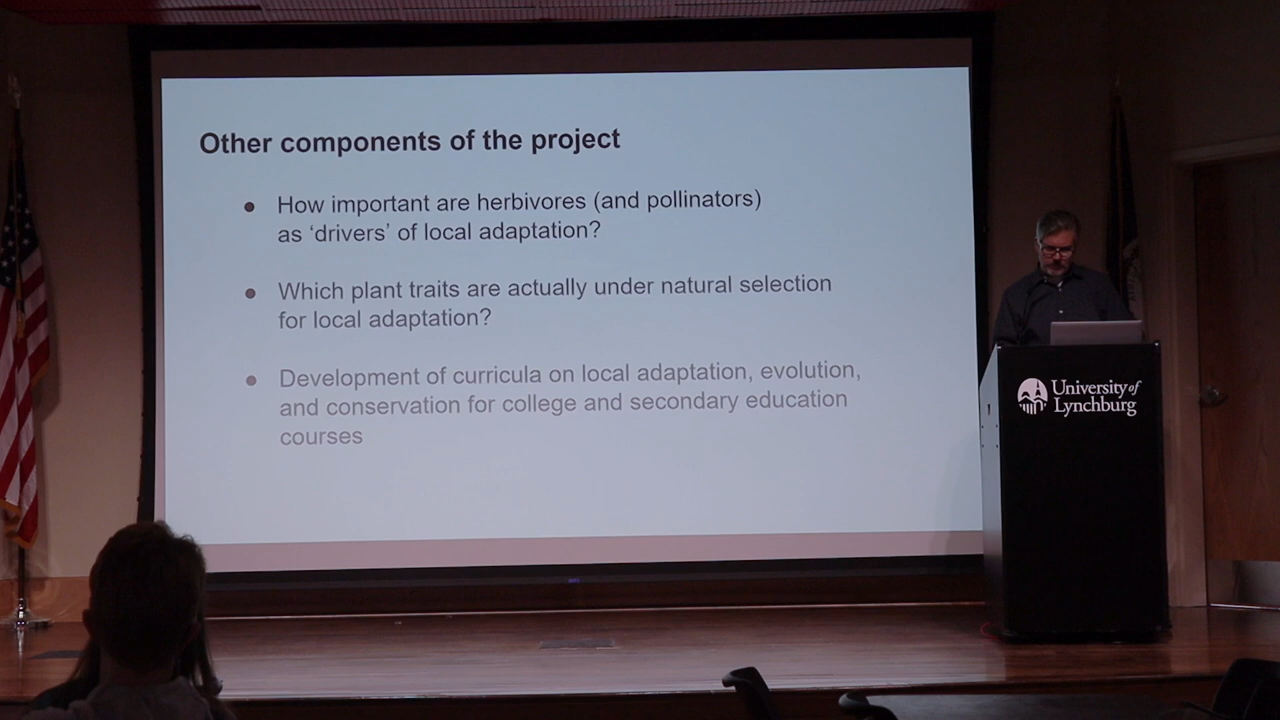 Other components of the project
How important are herbivores (and pollinators)
as ‘drivers’ of local adaptation?
Which plant traits are actually under natural selection
for local adaptation?
Development of curricula on local adaptation, evolution,
and conservation for college and secondary education
courses
University of
Lynchburg